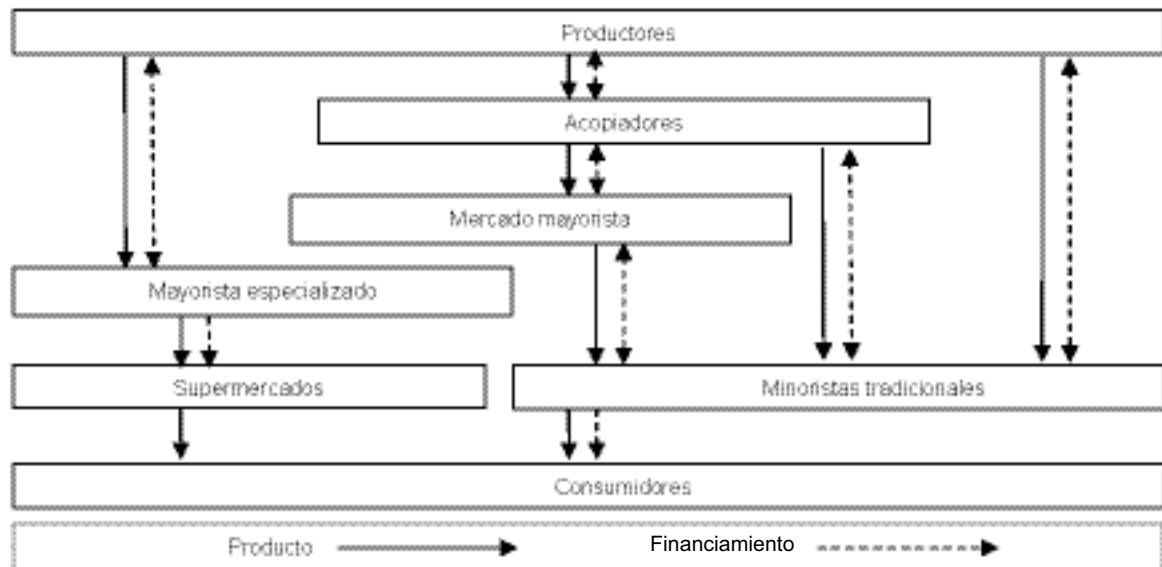 Productores
Acopiadores
Mercado mayorista
Mayorista especializado
Supermercados
Minoristas tradicionales
Consumidores
Producto Financiamiento